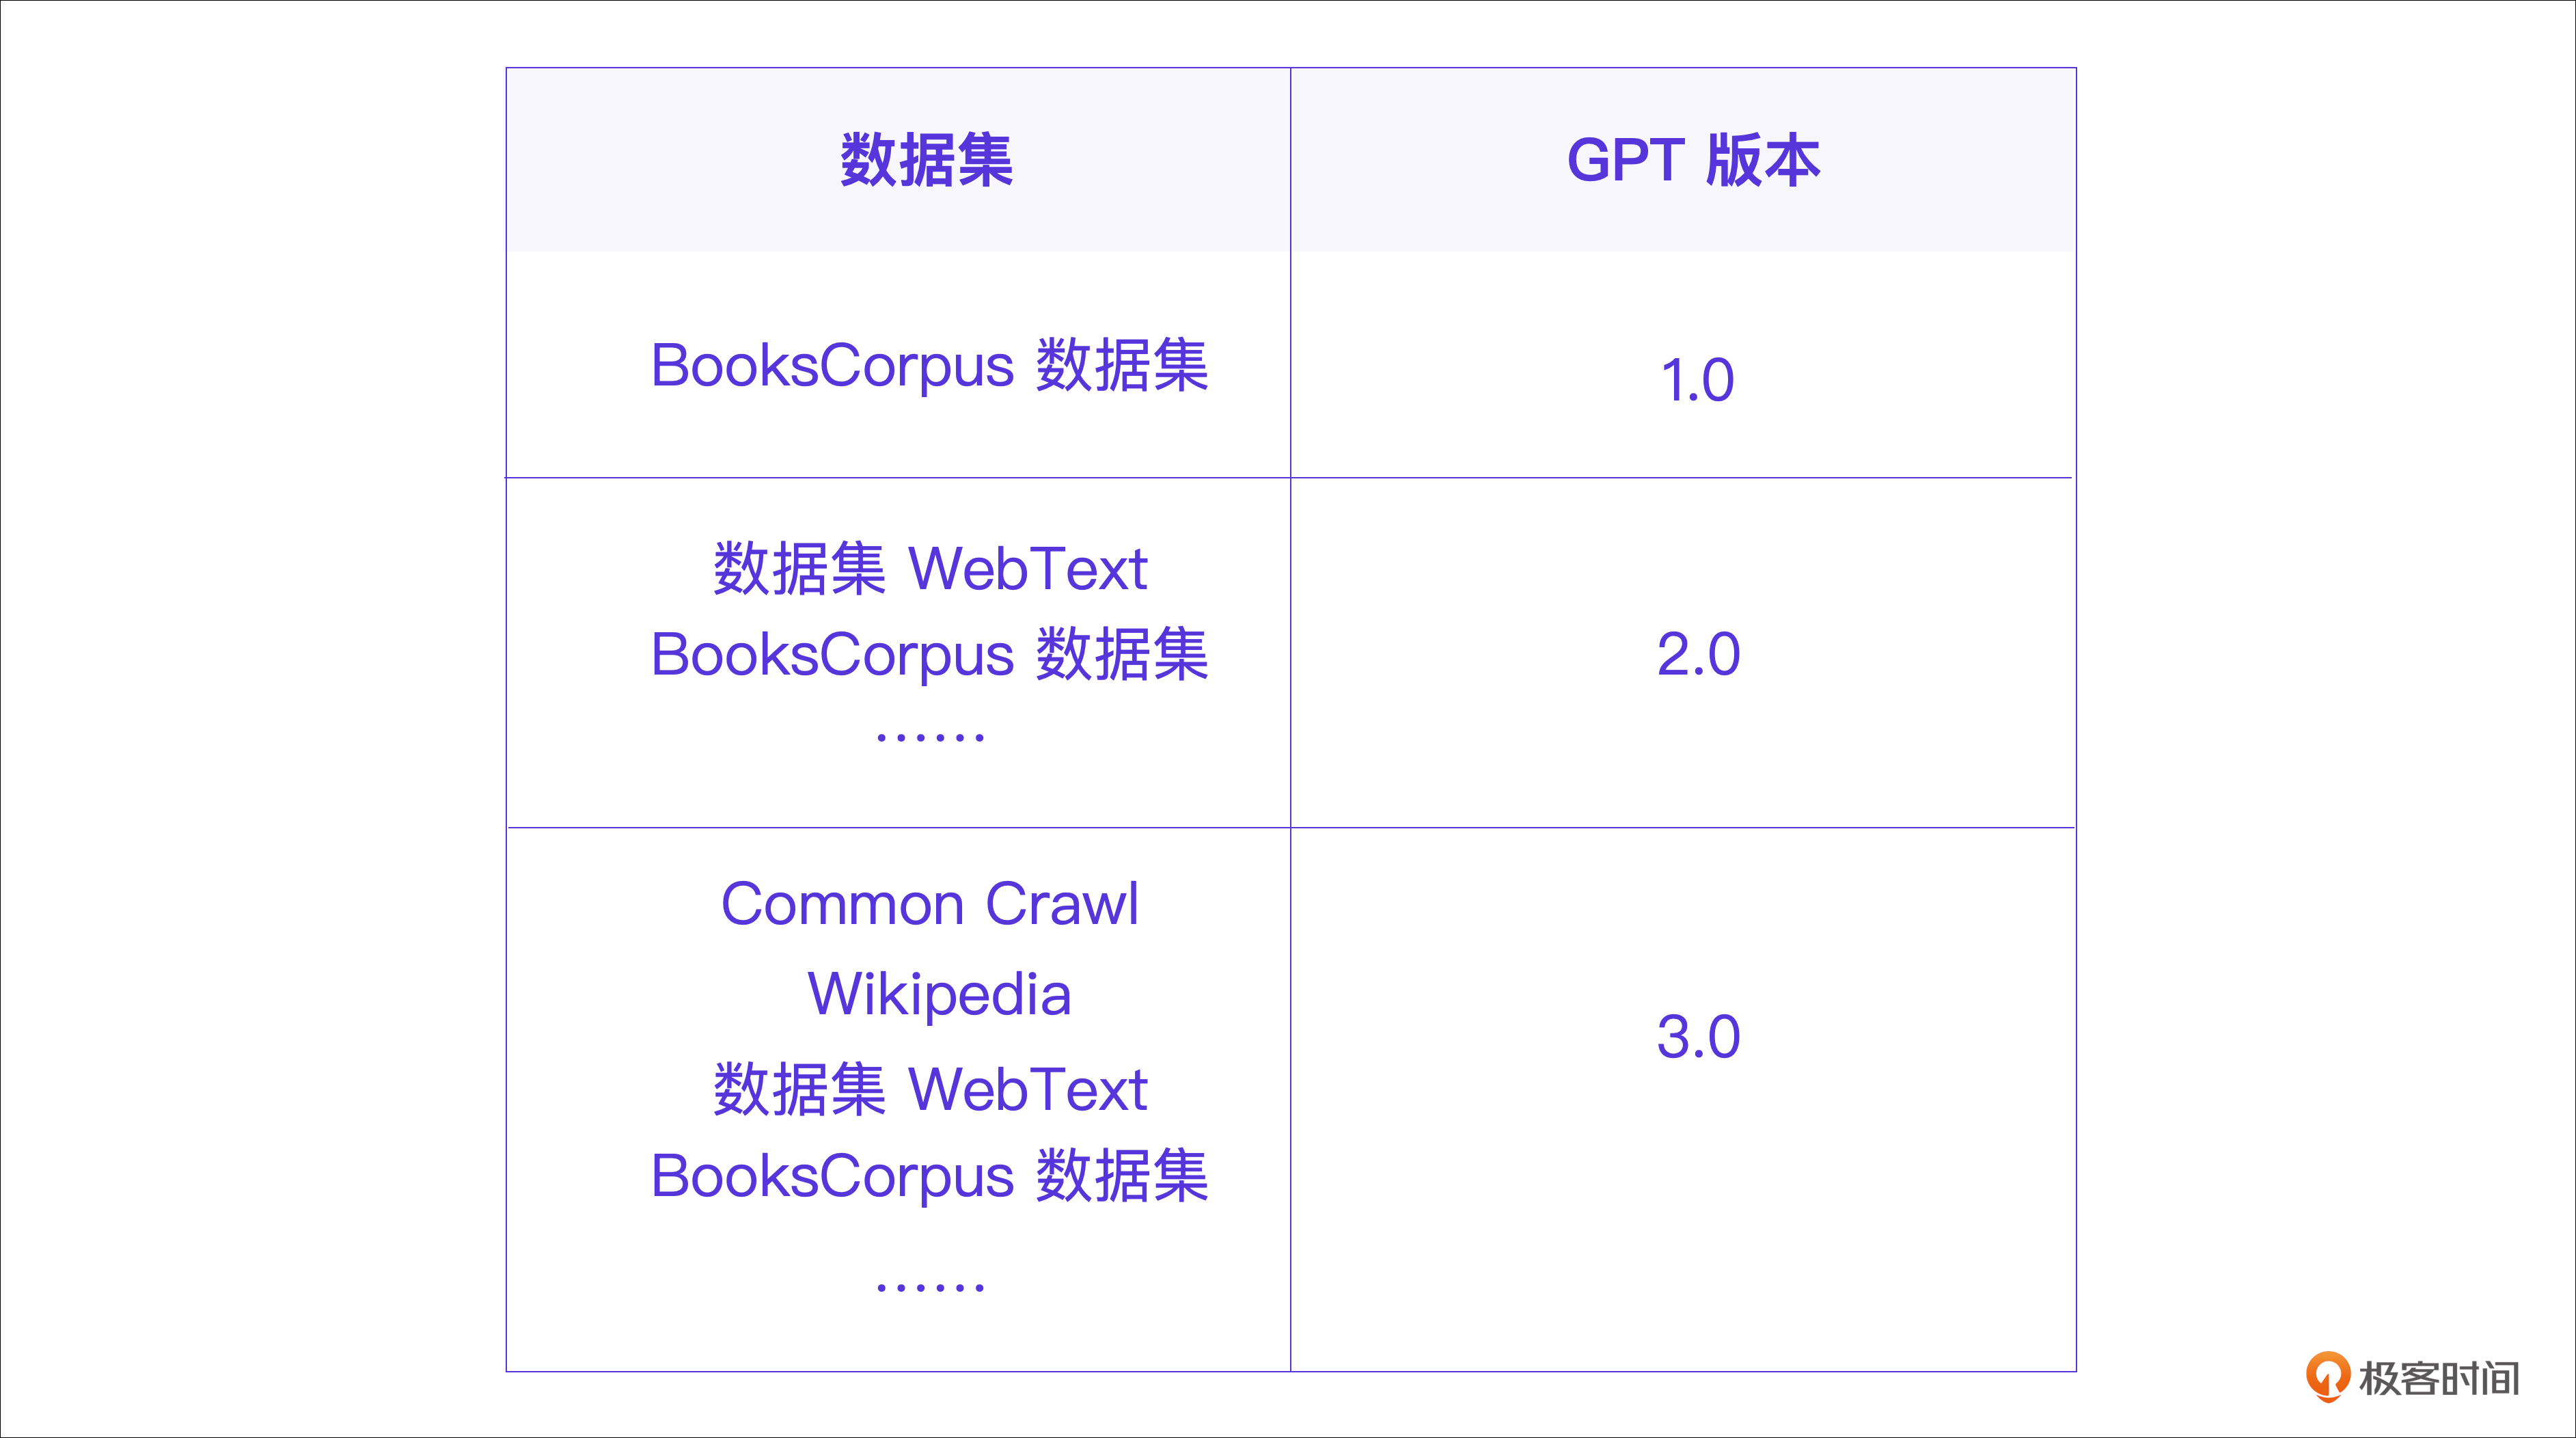 数据集
GPT 版本
BooksCorpus 数据集
1.0
数据集 WebText
BooksCorpus 数据集
……
2.0
Common Crawl
Wikipedia
数据集 WebText
BooksCorpus 数据集
……
3.0
极客时间